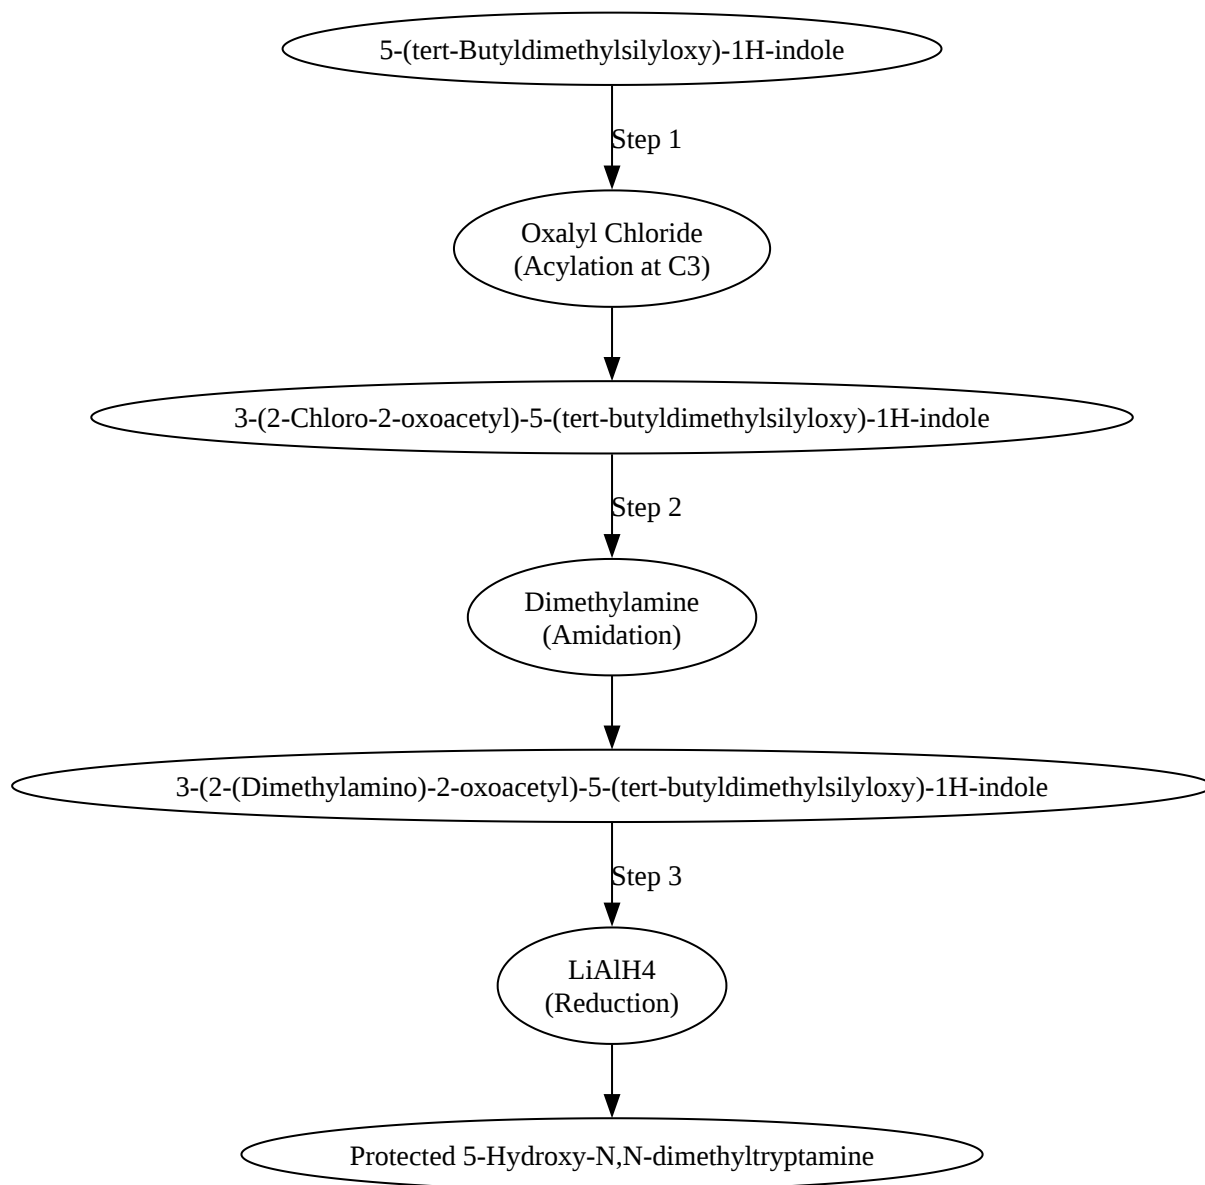 5-(tert-Butyldimethylsilyloxy)-1H-indole
Step 1
Oxalyl Chloride
(Acylation at C3)
3-(2-Chloro-2-oxoacetyl)-5-(tert-butyldimethylsilyloxy)-1H-indole
Step 2
Dimethylamine
(Amidation)
3-(2-(Dimethylamino)-2-oxoacetyl)-5-(tert-butyldimethylsilyloxy)-1H-indole
Step 3
LiAlH4
(Reduction)
Protected 5-Hydroxy-N,N-dimethyltryptamine